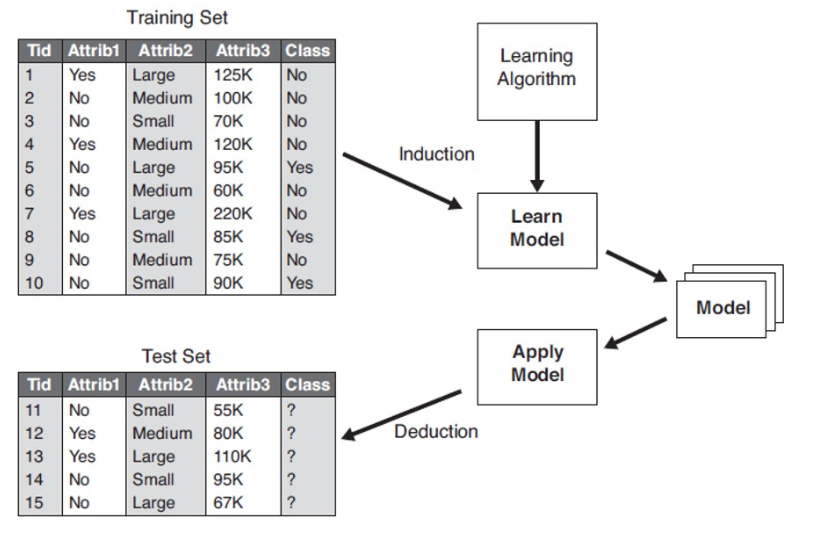 Training Set
Tid Attrib1 Attrib2 Attrib3 Class
1 Yes Large 125K No
2 No Medium 100K No
3 No Small 70K No
4 Yes Medium 120K No
5 No Large 95K Yes
6 No Medium 60K No
7 Yes Large 220K No
8 No Small 85K Yes
9 No Medium 75K No
10 No Small 90K Yes
Learning
Algorithm
Induction
Learn
Model
Model
Apply
Model
Deduction
Test Set
Tid Attrib1 Attrib2 Attrib3 Class
11 No Small 55K ?
12 Yes Medium 80K ?
13 Yes Large 110K ?
14 No Small 95K ?
15 No Large 67K ?